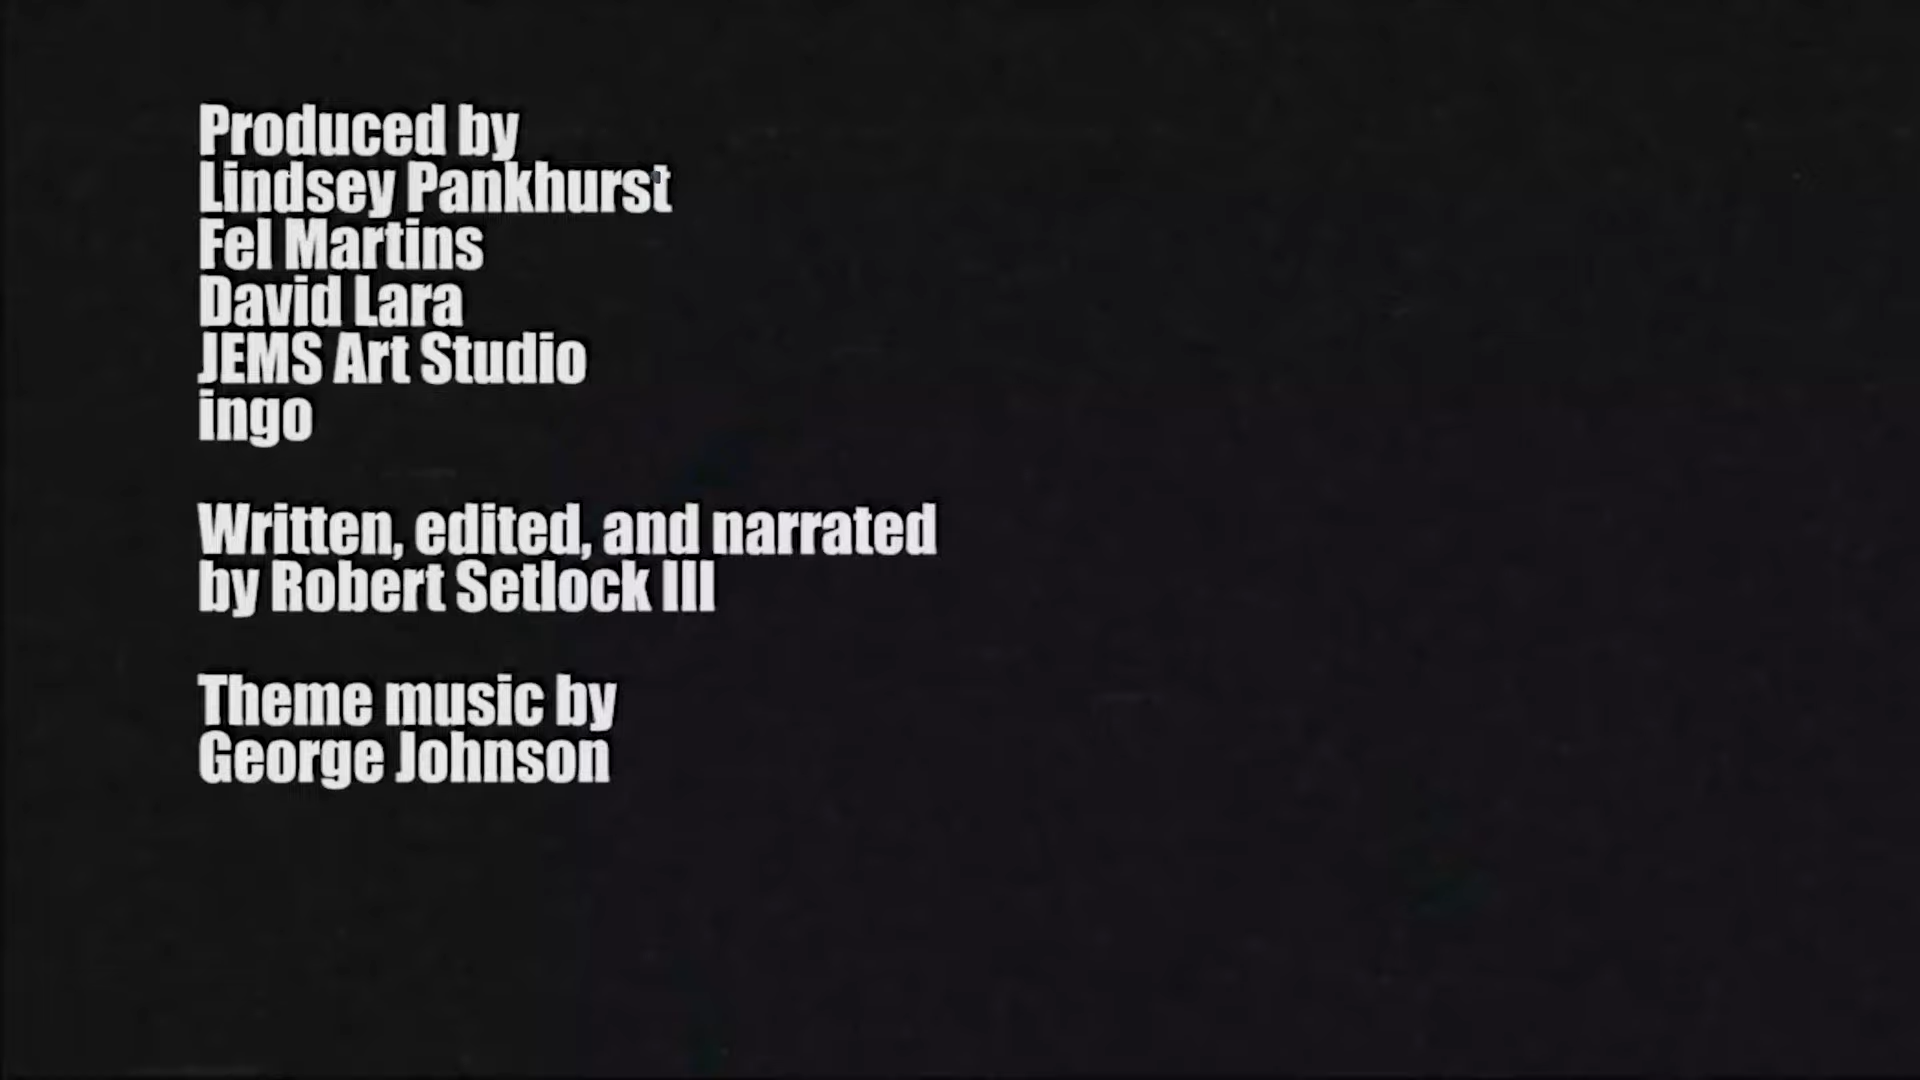 Produced by
Lindsey Pankhurst
Fel Martins
David Lara
JEMS Art Studio
ingo
Written, edited, and narrated
by Robert Setlock III
Theme music by
George Johnson